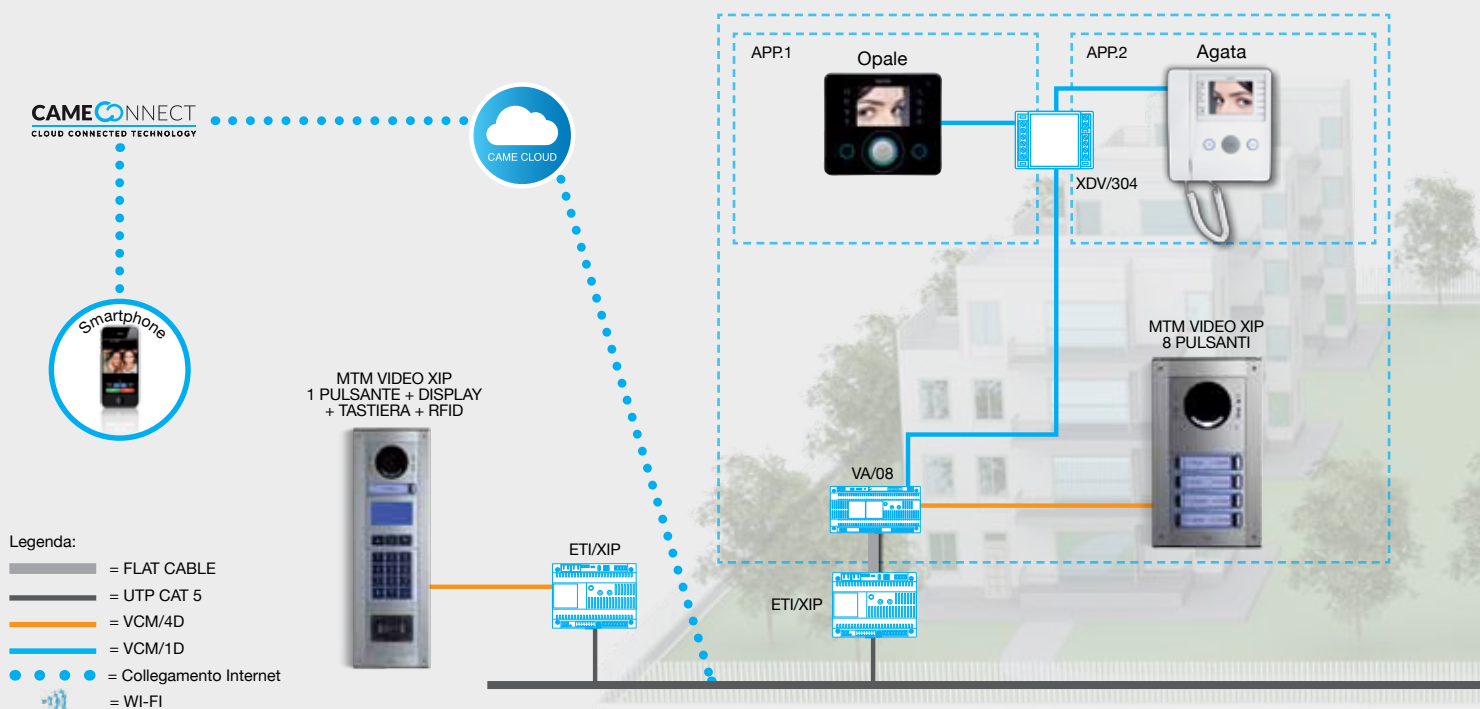 CAMECONNECT
CLOUD CONNECTED TECHNOLOGY
CAME CLOUD
Smartphone
APP.1
Opale
APP.2
Agata
XDV/304
MTM VIDEO XIP
8 PULSANTI
MTM VIDEO XIP
1 PULSANTE + DISPLAY
+ TASTIERA + RFID
VA/08
ETI/XIP
ETI/XIP
Legenda:
= FLAT CABLE
= UTP CAT 5
= VCM/4D
= VCM/1D
= Collegamento Internet
= WI-FI